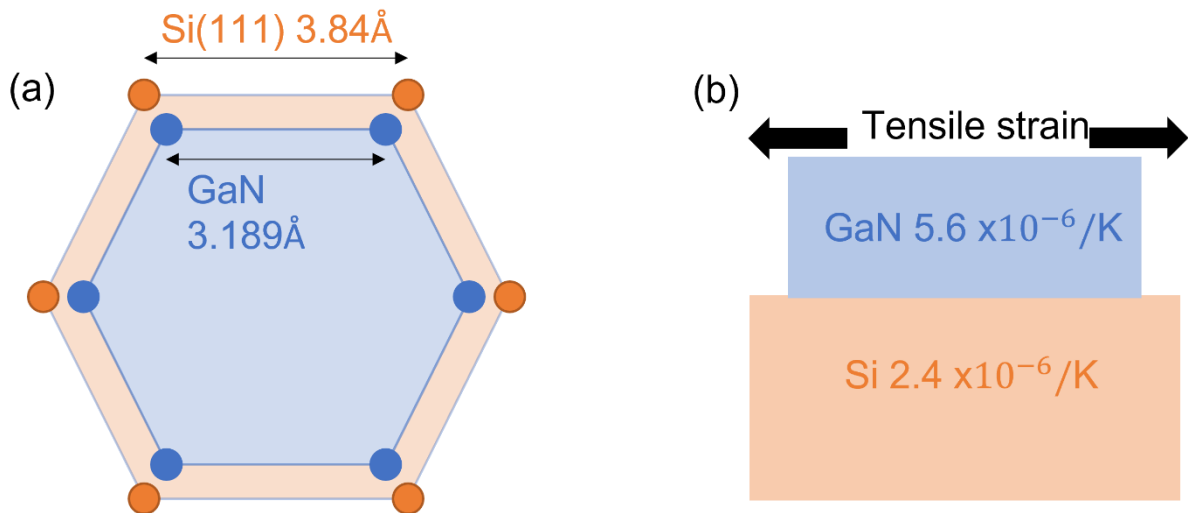 Si(111) 3.84Å
(a)
GaN
3.189Å
(b)
Tensile strain
GaN 5.6 x10⁻⁶/K
Si 2.4 x10⁻⁶/K